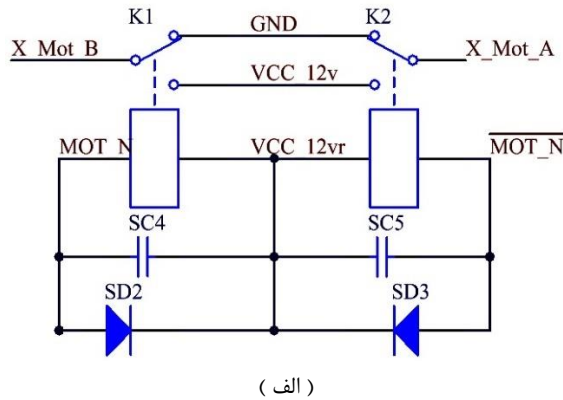 K1 GND K2
X_Mot_B X_Mot_A
VCC_12v
MOT_N VCC_12vr MOT_N
SC4 SC5
SD2 SD3
( الف )